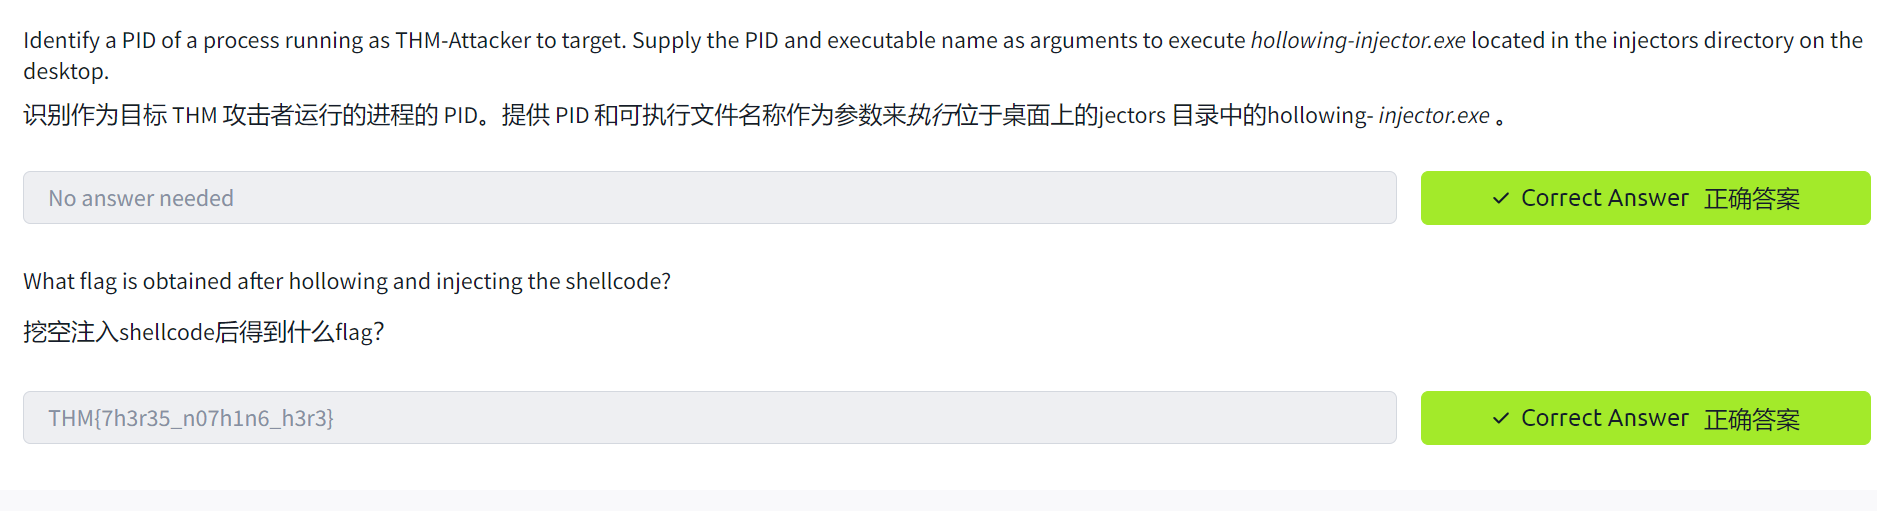 Identify a PID of a process running as THM-Attacker to target. Supply the PID and executable name as arguments to execute hollowing-injector.exe located in the injectors directory on the
desktop.
识别作为目标 THM 攻击者运行的进程的 PID。提供 PID 和可执行文件名称作为参数来执行位于桌面上的jectors 目录中的hollowing- injector.exe 。
No answer needed
✓ Correct Answer 正确答案
What flag is obtained after hollowing and injecting the shellcode?
挖空注入shellcode后得到什么flag？
THM{7h3r35_n07h1n6_h3r3}
✓ Correct Answer 正确答案